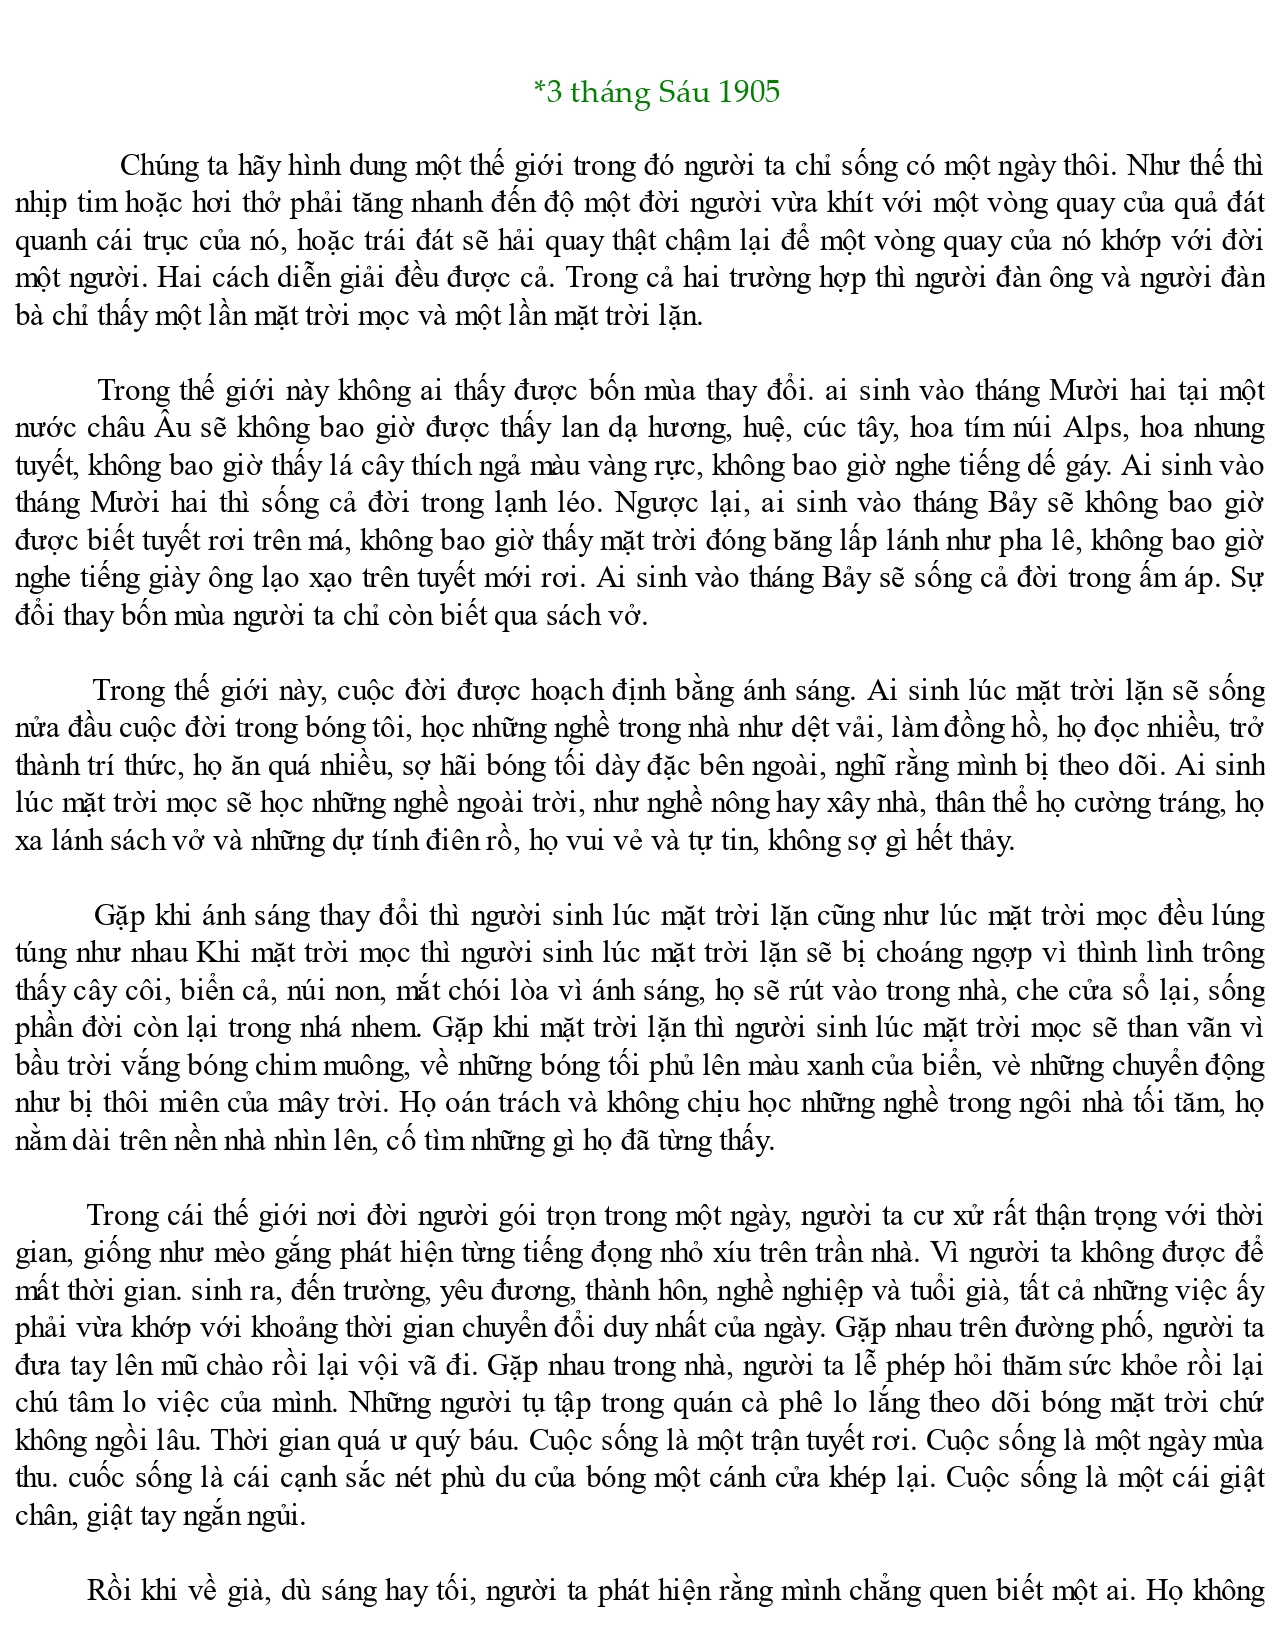 *3 tháng Sáu 1905
Chúng ta hãy hình dung một thế giới trong đó người ta chỉ sống có một ngày thôi. Như thế thì
nhịp tim hoặc hơi thở phải tăng nhanh đến độ một đời người vừa khít với một vòng quay của quả đát
quanh cái trục của nó, hoặc trái đát sẽ hải quay thật chậm lại để một vòng quay của nó khớp với đời
một người. Hai cách diễn giải đều được cả. Trong cả hai trường hợp thì người đàn ông và người đàn
bà chỉ thấy một lần mặt trời mọc và một lần mặt trời lặn.
Trong thế giới này không ai thấy được bốn mùa thay đổi. ai sinh vào tháng Mười hai tại một
nước châu Âu sẽ không bao giờ được thấy lan dạ hương, huệ, cúc tây, hoa tím núi Alps, hoa nhung
tuyết, không bao giờ thấy lá cây thích ngả màu vàng rực, không bao giờ nghe tiếng dế gáy. Ai sinh vào
tháng Mười hai thì sống cả đời trong lạnh léo. Ngược lại, ai sinh vào tháng Bảy sẽ không bao giờ
được biết tuyết rơi trên má, không bao giờ thấy mặt trời đóng băng lấp lánh như pha lê, không bao giờ
nghe tiếng giày ông lạo xạo trên tuyết mới rơi. Ai sinh vào tháng Bảy sẽ sống cả đời trong ấm áp. Sự
đổi thay bốn mùa người ta chỉ còn biết qua sách vở.
Trong thế giới này, cuộc đời được hoạch định bằng ánh sáng. Ai sinh lúc mặt trời lặn sẽ sống
nửa đầu cuộc đời trong bóng tôi, học những nghề trong nhà như dệt vải, làm đồng hồ, họ đọc nhiều, trở
thành trí thức, họ ăn quá nhiều, sợ hãi bóng tối dày đặc bên ngoài, nghĩ rằng mình bị theo dõi. Ai sinh
lúc mặt trời mọc sẽ học những nghề ngoài trời, như nghề nông hay xây nhà, thân thể họ cường tráng, họ
xa lánh sách vở và những dự tính điên rồ, họ vui vẻ và tự tin, không sợ gì hết thảy.
Gặp khi ánh sáng thay đổi thì người sinh lúc mặt trời lặn cũng như lúc mặt trời mọc đều lúng
túng như nhau Khi mặt trời mọc thì người sinh lúc mặt trời lặn sẽ bị choáng ngợp vì thình lình trông
thấy cây côi, biển cả, núi non, mắt chói lòa vì ánh sáng, họ sẽ rút vào trong nhà, che cửa sổ lại, sống
phần đời còn lại trong nhá nhem. Gặp khi mặt trời lặn thì người sinh lúc mặt trời mọc sẽ than vãn vì
bầu trời vắng bóng chim muông, về những bóng tối phủ lên màu xanh của biển, vè những chuyển động
như bị thôi miên của mây trời. Họ oán trách và không chịu học những nghề trong ngôi nhà tối tăm, họ
nằm dài trên nền nhà nhìn lên, cố tìm những gì họ đã từng thấy.
Trong cái thế giới nơi đời người gói trọn trong một ngày, người ta cư xử rất thận trọng với thời
gian, giống như mèo gắng phát hiện từng tiếng đọng nhỏ xíu trên trần nhà. Vì người ta không được để
mất thời gian. sinh ra, đến trường, yêu đương, thành hôn, nghề nghiệp và tuổi già, tất cả những việc ấy
phải vừa khớp với khoảng thời gian chuyển đổi duy nhất của ngày. Gặp nhau trên đường phố, người ta
đưa tay lên mũ chào rồi lại vội vã đi. Gặp nhau trong nhà, người ta lễ phép hỏi thăm sức khỏe rồi lại
chú tâm lo việc của mình. Những người tụ tập trong quán cà phê lo lắng theo dõi bóng mặt trời chứ
không ngồi lâu. Thời gian quá ư quý báu. Cuộc sống là một trận tuyết rơi. Cuộc sống là một ngày mùa
thu. cuốc sống là cái cạnh sắc nét phù du của bóng một cánh cửa khép lại. Cuộc sống là một cái giật
chân, giật tay ngắn ngủi.
Rồi khi về già, dù sáng hay tối, người ta phát hiện rằng mình chẳng quen biết một ai. Họ không